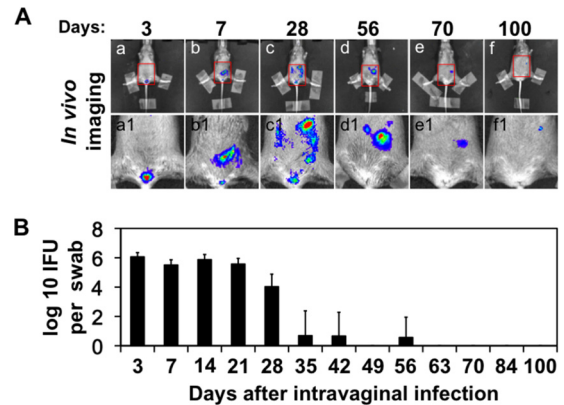 A
Days: 3 7 28 56 70 100
In vivo
imaging
a b c d e f
a1 b1 c1 d1 e1 f1
B
log 10 IFU
per swab
8
6
4
2
0
3 7 14 21 28 35 42 49 56 63 70 84 100
Days after intravaginal infection